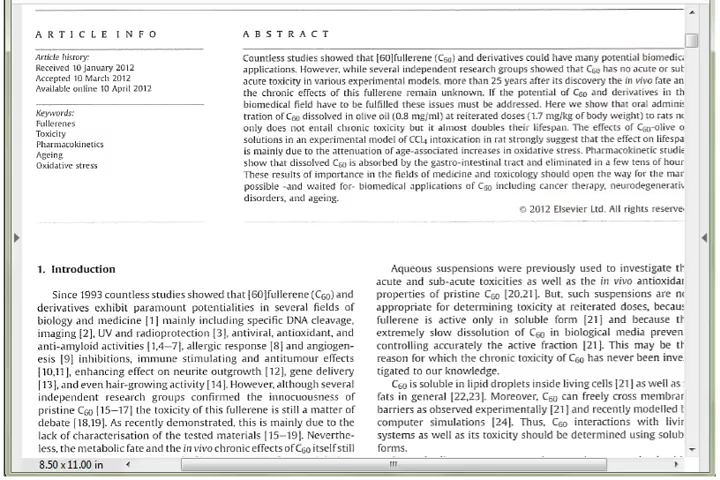 ARTICLE INFO
Article history:
Received 10 January 2012
Accepted 10 March 2012
Available online 10 April 2012
Keywords:
Fullerenes
Toxicity
Pharmacokinetics
Ageing
Oxidative stress
ABSTRACT
Countless studies showed that [60]fullerene (C60) and derivatives could have many potential biomedica
applications. However, while several independent research groups showed that C60 has no acute or sub
acute toxicity in various experimental models, more than 25 years after its discovery the in vivo fate an
the chronic effects of this fullerene remain unknown. If the potential of C60 and derivatives in th
biomedical field have to be fulfilled these issues must be addressed. Here we show that oral adminis
tration of C60 dissolved in olive oil (0.8 mg/ml) at reiterated doses (1.7 mg/kg of body weight) to rats no
only does not entail chronic toxicity but it almost doubles their lifespan. The effects of C60-olive o
solutions in an experimental model of CCl4 intoxication in rat strongly suggest that the effect on lifespa
is mainly due to the attenuation of age-associated increases in oxidative stress. Pharmacokinetic studie
show that dissolved C60 is absorbed by the gastro-intestinal tract and eliminated in a few tens of hour
These results of importance in the fields of medicine and toxicology should open the way for the man
possible -and waited for- biomedical applications of C60 including cancer therapy, neurodegenerativ
disorders, and ageing.
© 2012 Elsevier Ltd. All rights reserve
1. Introduction
Since 1993 countless studies showed that [60]fullerene (C60) and
derivatives exhibit paramount potentialities in several fields of
biology and medicine [1] mainly including specific DNA cleavage,
imaging [2], UV and radioprotection [3], antiviral, antioxidant, and
anti-amyloid activities [1,4–7], allergic response [8] and angiogen-
esis [9] inhibitions, immune stimulating and antitumour effects
[10,11], enhancing effect on neurite outgrowth [12], gene delivery
[13], and even hair-growing activity [14]. However, although several
independent research groups confirmed the innocuousness of
pristine C60 [15–17] the toxicity of this fullerene is still a matter of
debate [18,19]. As recently demonstrated, this is mainly due to the
lack of characterisation of the tested materials [15–19]. Neverthe-
less, the metabolic fate and the in vivo chronic effects of C60 itself still
Aqueous suspensions were previously used to investigate th
acute and sub-acute toxicities as well as the in vivo antioxidan
properties of pristine C60 [20,21]. But, such suspensions are no
appropriate for determining toxicity at reiterated doses, becaus
fullerene is active only in soluble form [21] and because th
extremely slow dissolution of C60 in biological media preven
controlling accurately the active fraction [21]. This may be th
reason for which the chronic toxicity of C60 has never been inve
tigated to our knowledge.
C60 is soluble in lipid droplets inside living cells [21] as well as
fats in general [22,23]. Moreover, C60 can freely cross membran
barriers as observed experimentally [21] and recently modelled b
computer simulations [24]. Thus, C60 interactions with livin
systems as well as its toxicity should be determined using solub
forms.
8.50 x 11.00 in